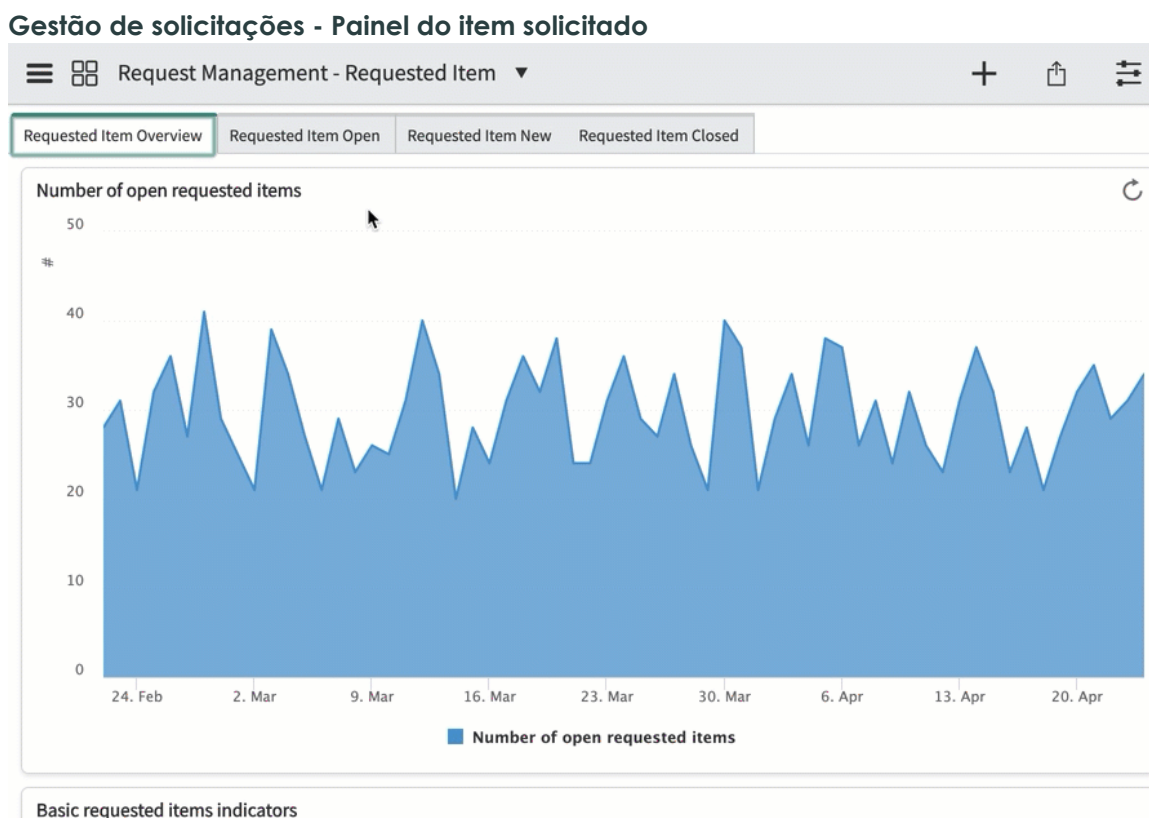 Gestão de solicitações - Painel do item solicitado
Request Management - Requested Item
Requested Item Overview Requested Item Open Requested Item New Requested Item Closed
Number of open requested items
50
#
40
30
20
10
0
24. Feb 2. Mar 9. Mar 16. Mar 23. Mar 30. Mar 6. Apr 13. Apr 20. Apr
Number of open requested items
Basic requested items indicators